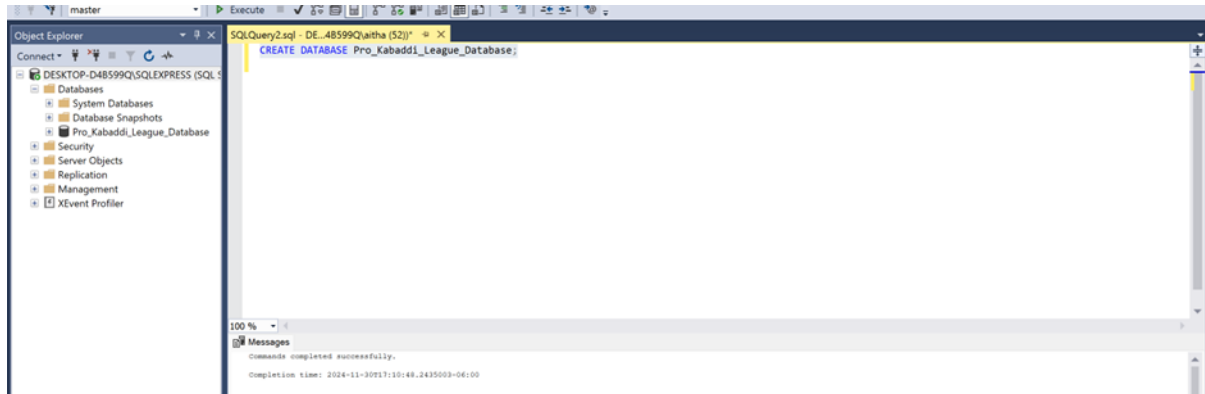 master
Execute
Object Explorer
Connect
DESKTOP-D4B599Q\SQLEXPRESS (SQL S
Databases
System Databases
Database Snapshots
Pro_Kabaddi_League_Database
Security
Server Objects
Replication
Management
XEvent Profiler
SQLQuery2.sql - DE...4B599Q\aitha (52))*
CREATE DATABASE Pro_Kabaddi_League_Database;
100 %
Messages
Commands completed successfully.
Completion time: 2024-11-30T17:10:48.2435003-06:00